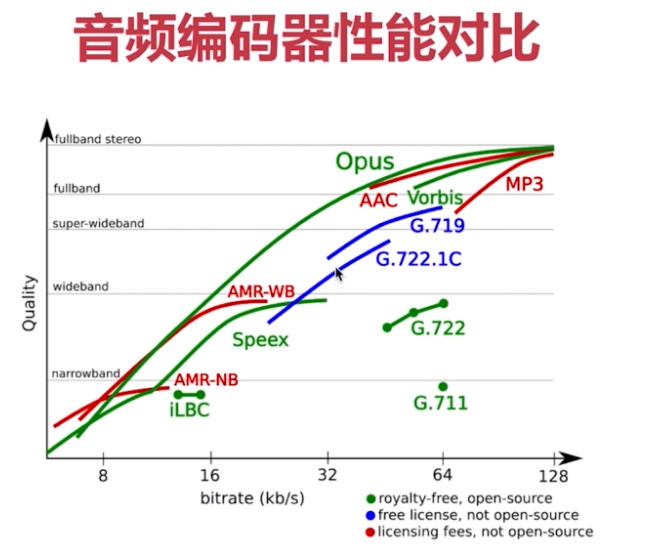 音频编码器性能对比
fullband stereo
Opus
fullband
AAC
Vorbis
MP3
super-wideband
G.719
G.722.1C
Quality
wideband
AMR-WB
Speex
G.722
narrowband
AMR-NB
iLBC
G.711
8 16 32 64 128
bitrate (kb/s)
royalty-free, open-source
free license, not open-source
licensing fees, not open-source